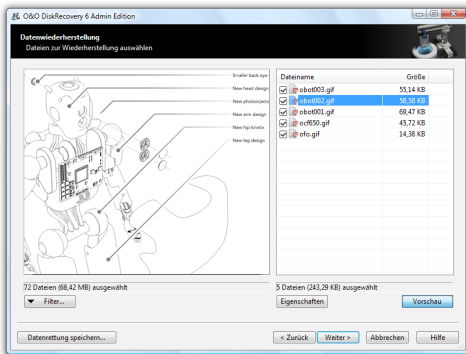 O&O DiskRecovery 6 Admin Edition
Datenwiederherstellung
Dateien zur Wiederherstellung auswählen
Smaller back eye
New head design
New photoinjects
New arm design
New hip kinetix
New leg design
Dateiname Größe
obot003.gif 55,14 KB
obot002.gif 58,58 KB
obot001.gif 69,47 KB
ocf650.gif 45,72 KB
ofo.gif 14,38 KB
72 Dateien (68,42 MB) ausgewählt
5 Dateien (243,29 KB) ausgewählt
Filter...
Eigenschaften
Vorschau
Datenrettung speichern...
< Zurück
Weiter >
Abbrechen
Hilfe